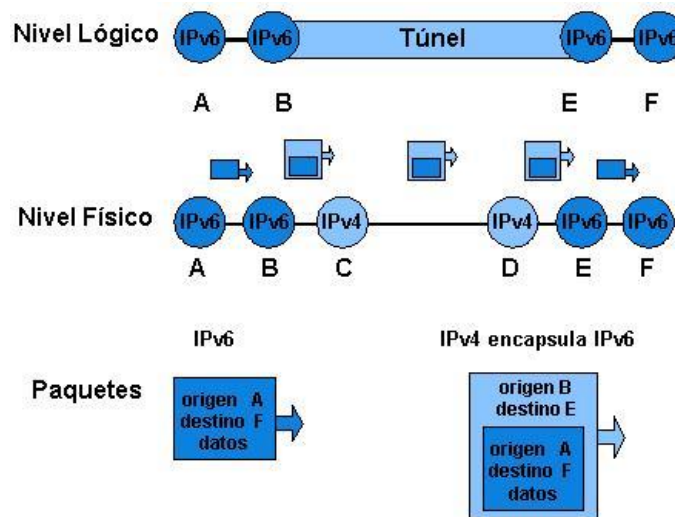 Nivel Lógico IPv6 IPv6 Túnel IPv6 IPv6
A B E F
Nivel Físico IPv6 IPv6 IPv4 IPv4 IPv6 IPv6
A B C D E F
IPv6 IPv4 encapsula IPv6
Paquetes
origen A
destino F
datos
origen B
destino E
origen A
destino F
datos